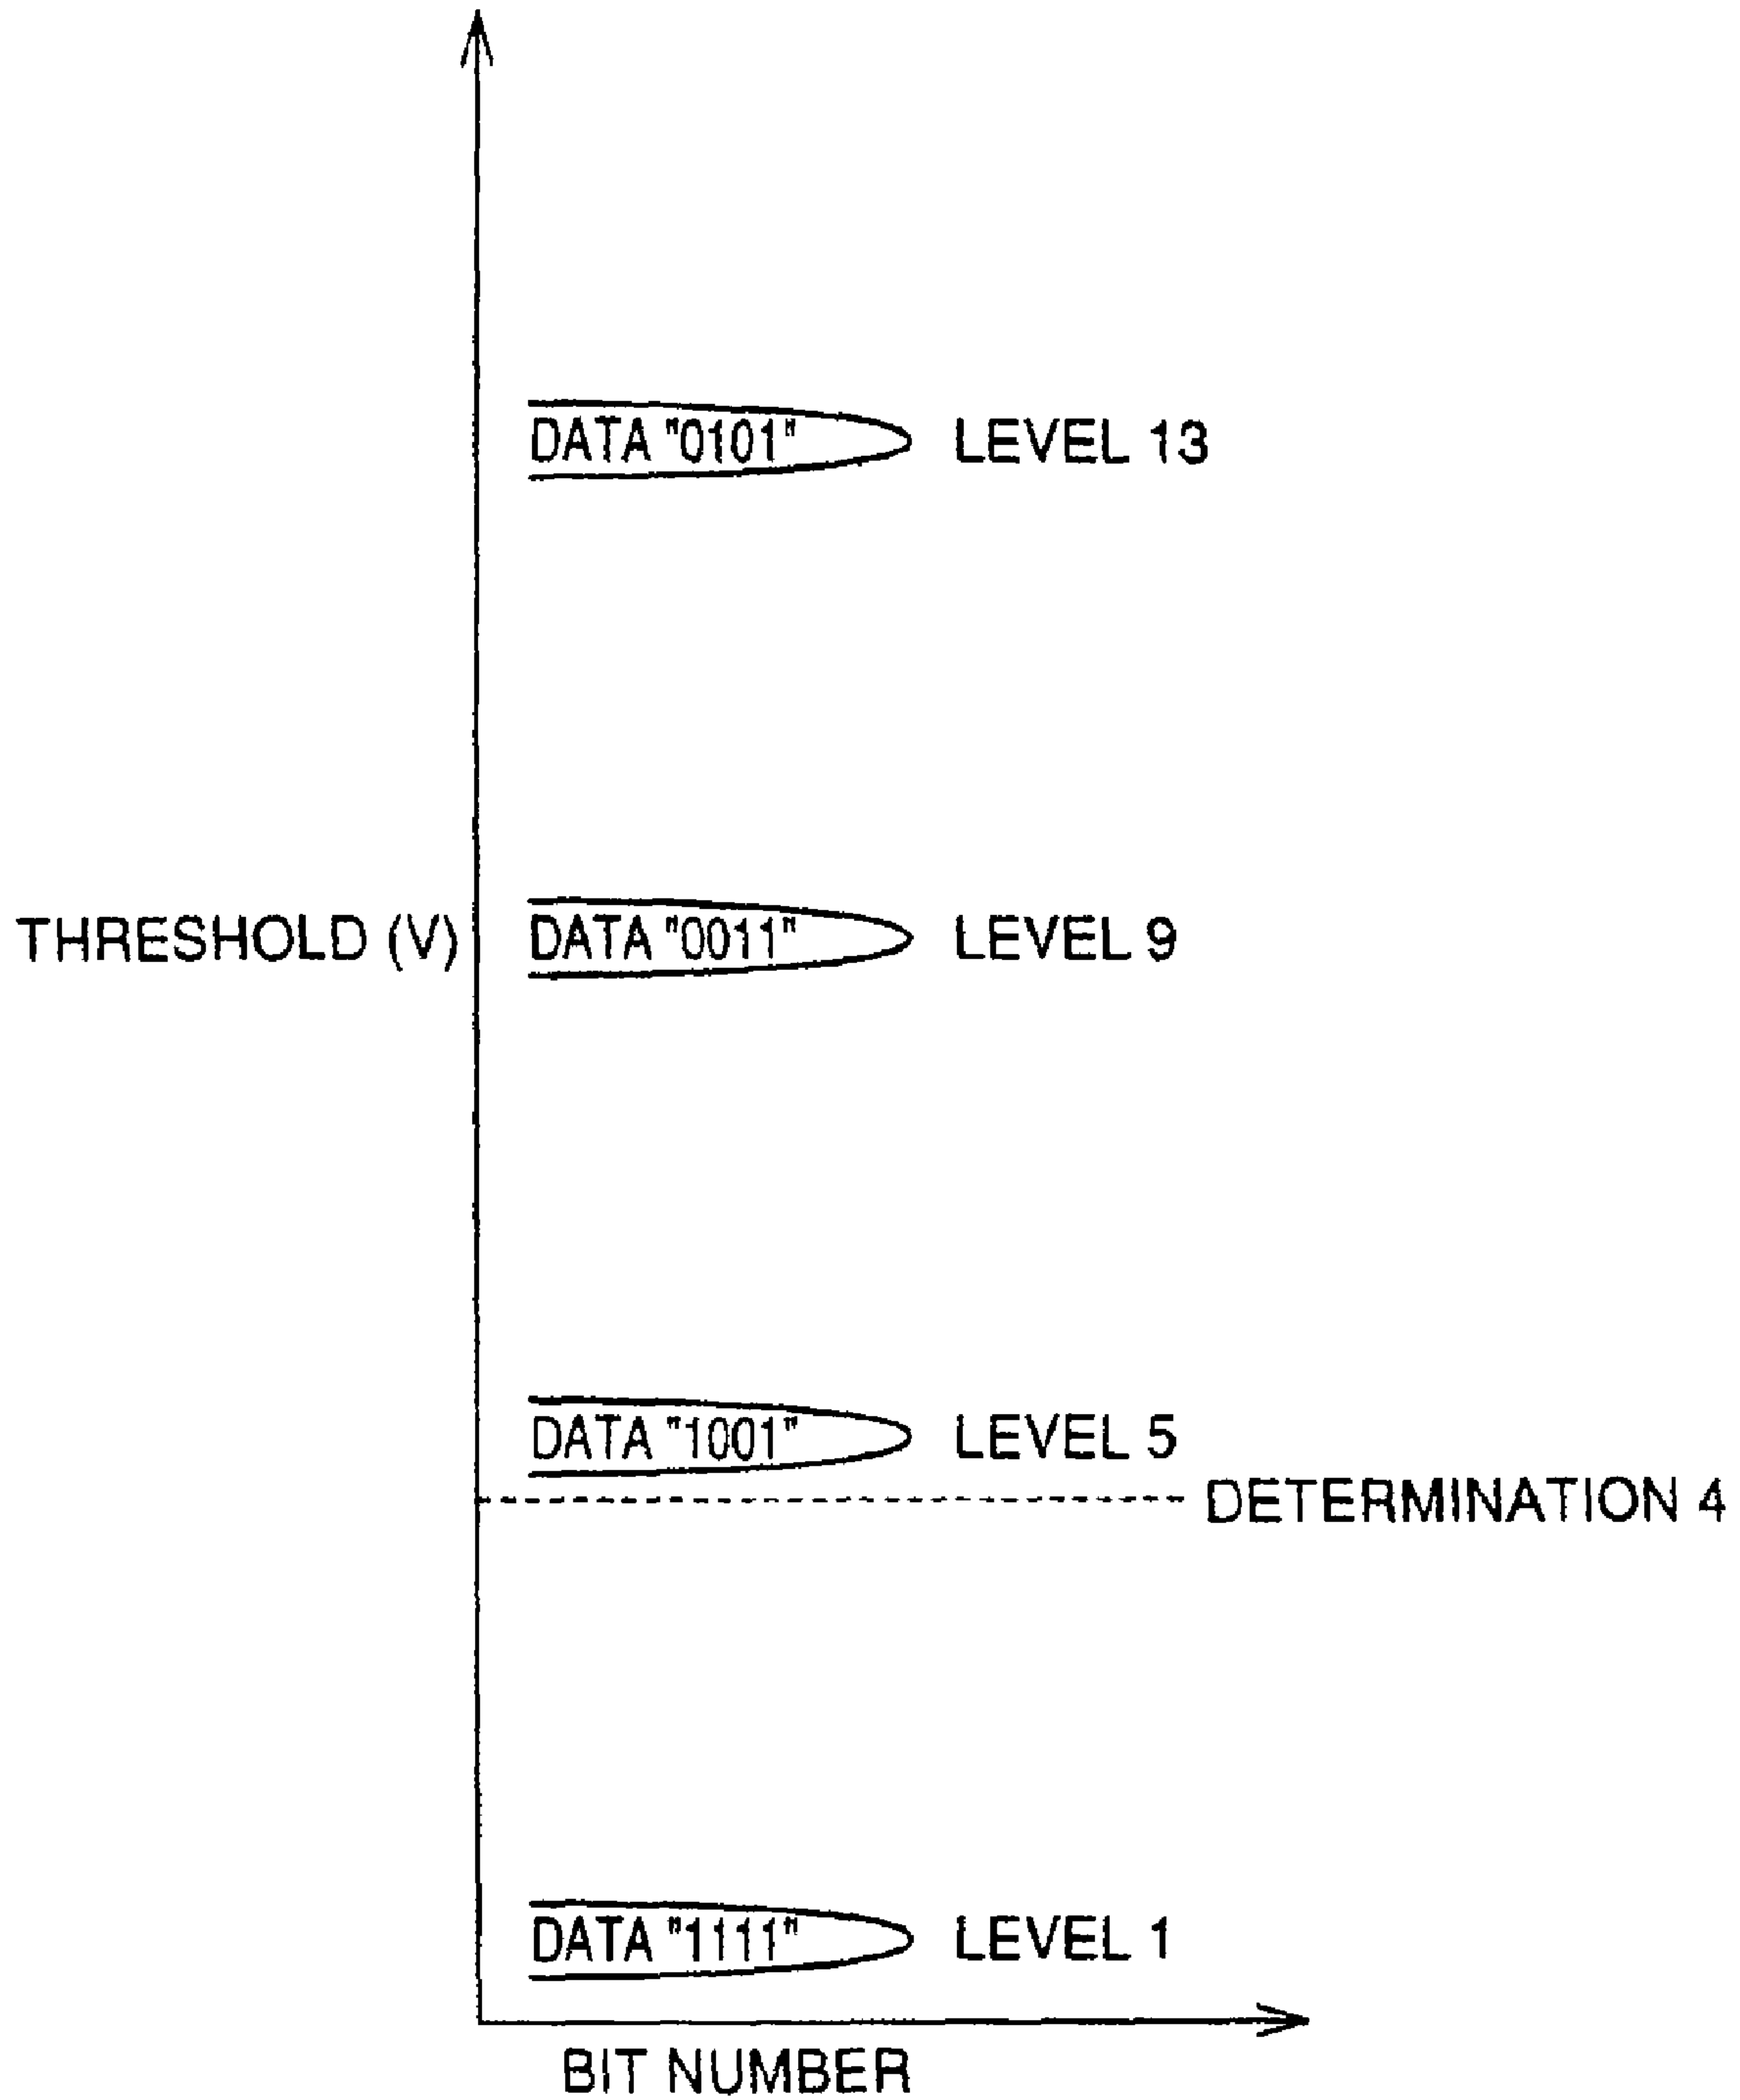 DATA "0101" LEVEL 13
THRESHOLD (V) DATA "0011" LEVEL 9
DATA "1001" LEVEL 5
DETERMINATION 4
DATA "1111" LEVEL 1
BIT NUMBER